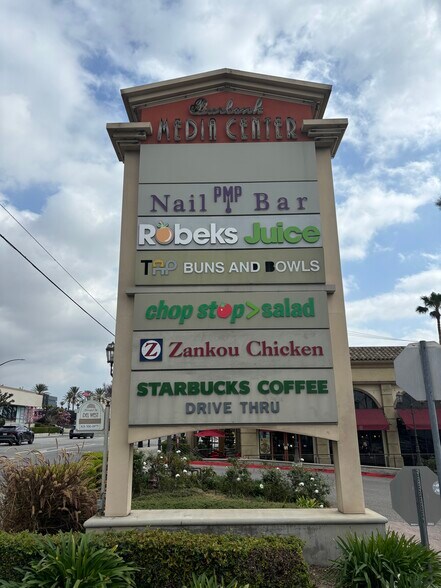 Burbank
MEDIA CENTER
Nail PMP Bar
Robeks Juice
TAP BUNS AND BOWLS
chop stop > salad
Z Zankou Chicken
STARBUCKS COFFEE
DRIVE THRU